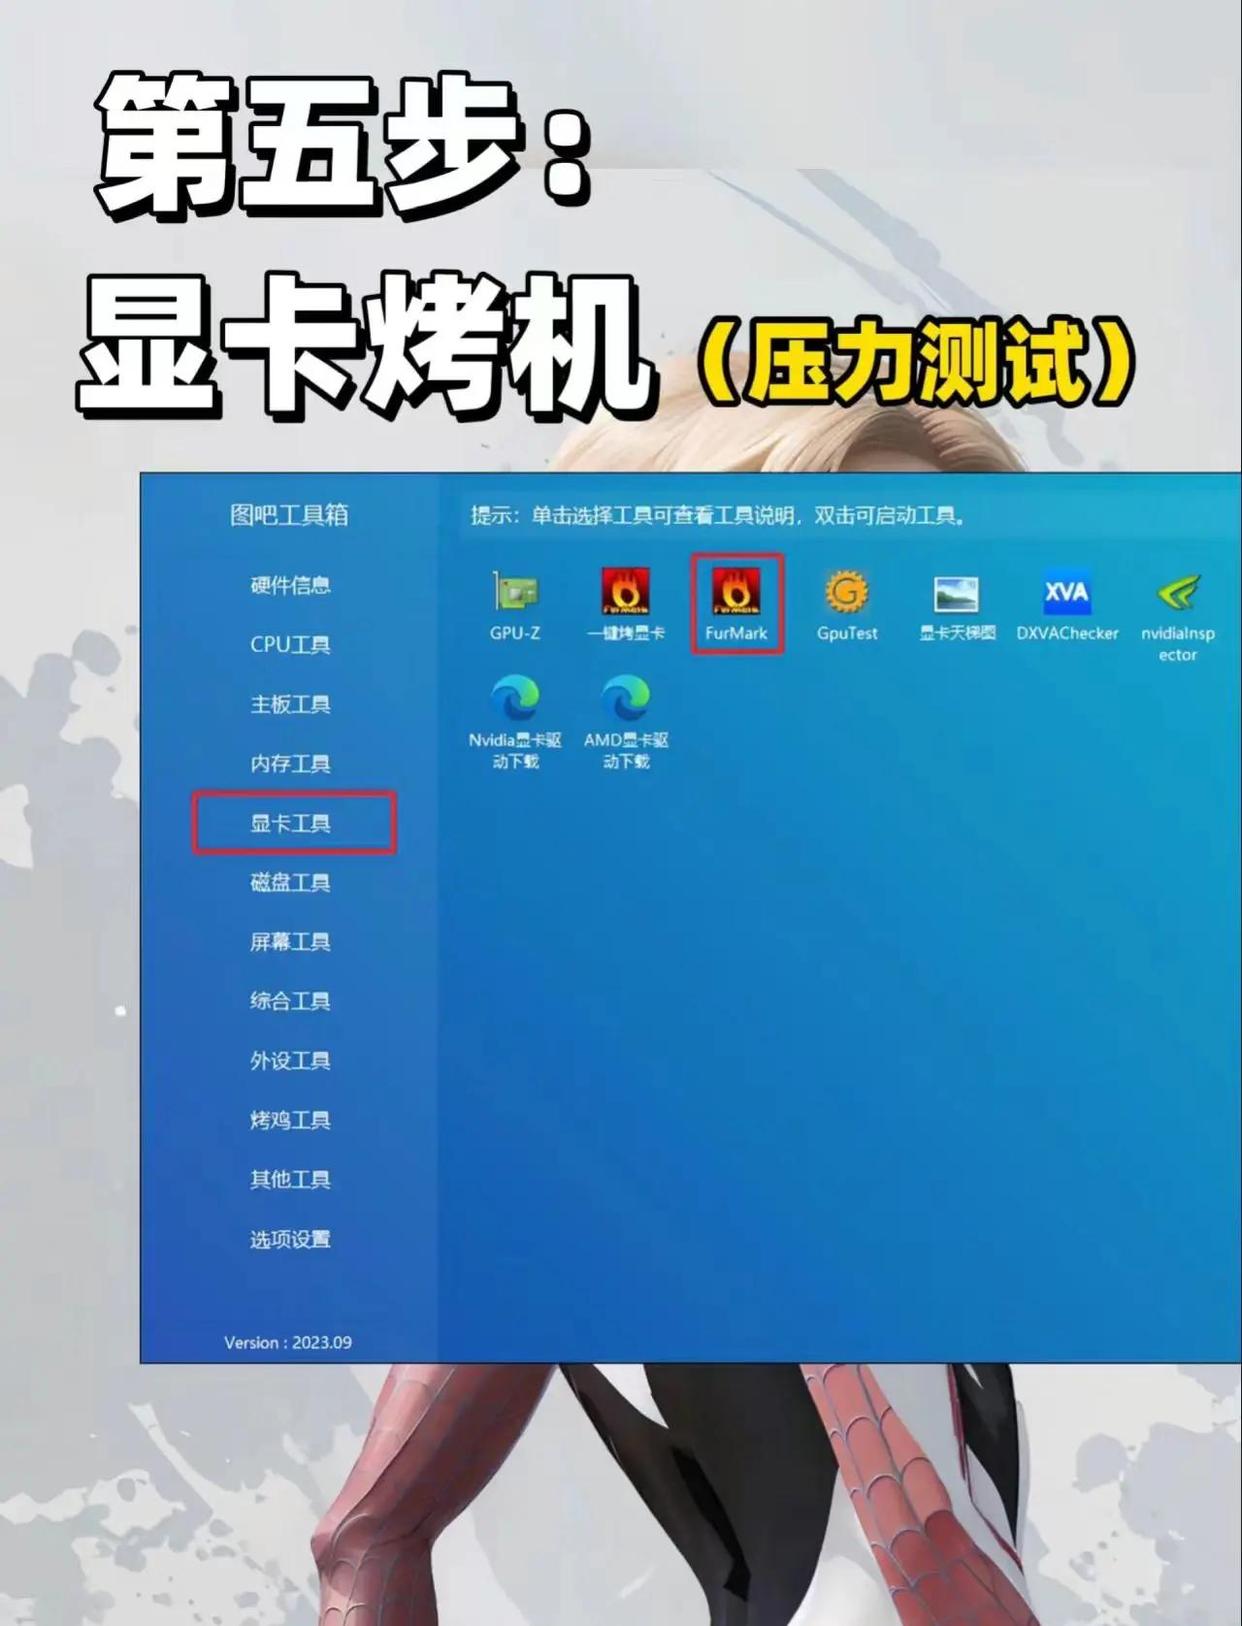 第五步：
显卡烤机（压力测试）
图吧工具箱
硬件信息
CPU工具
主板工具
内存工具
显卡工具
磁盘工具
屏幕工具
综合工具
外设工具
烤鸡工具
其他工具
选项设置
Version : 2023.09
提示：单击选择工具可查看工具说明，双击可启动工具。
GPU-Z
一键烤显卡
FurMark
GpuTest
显卡天梯图
XVA
DXVAChecker
nvidiaInsp
ector
Nvidia显卡驱
动下载
AMD显卡驱
动下载